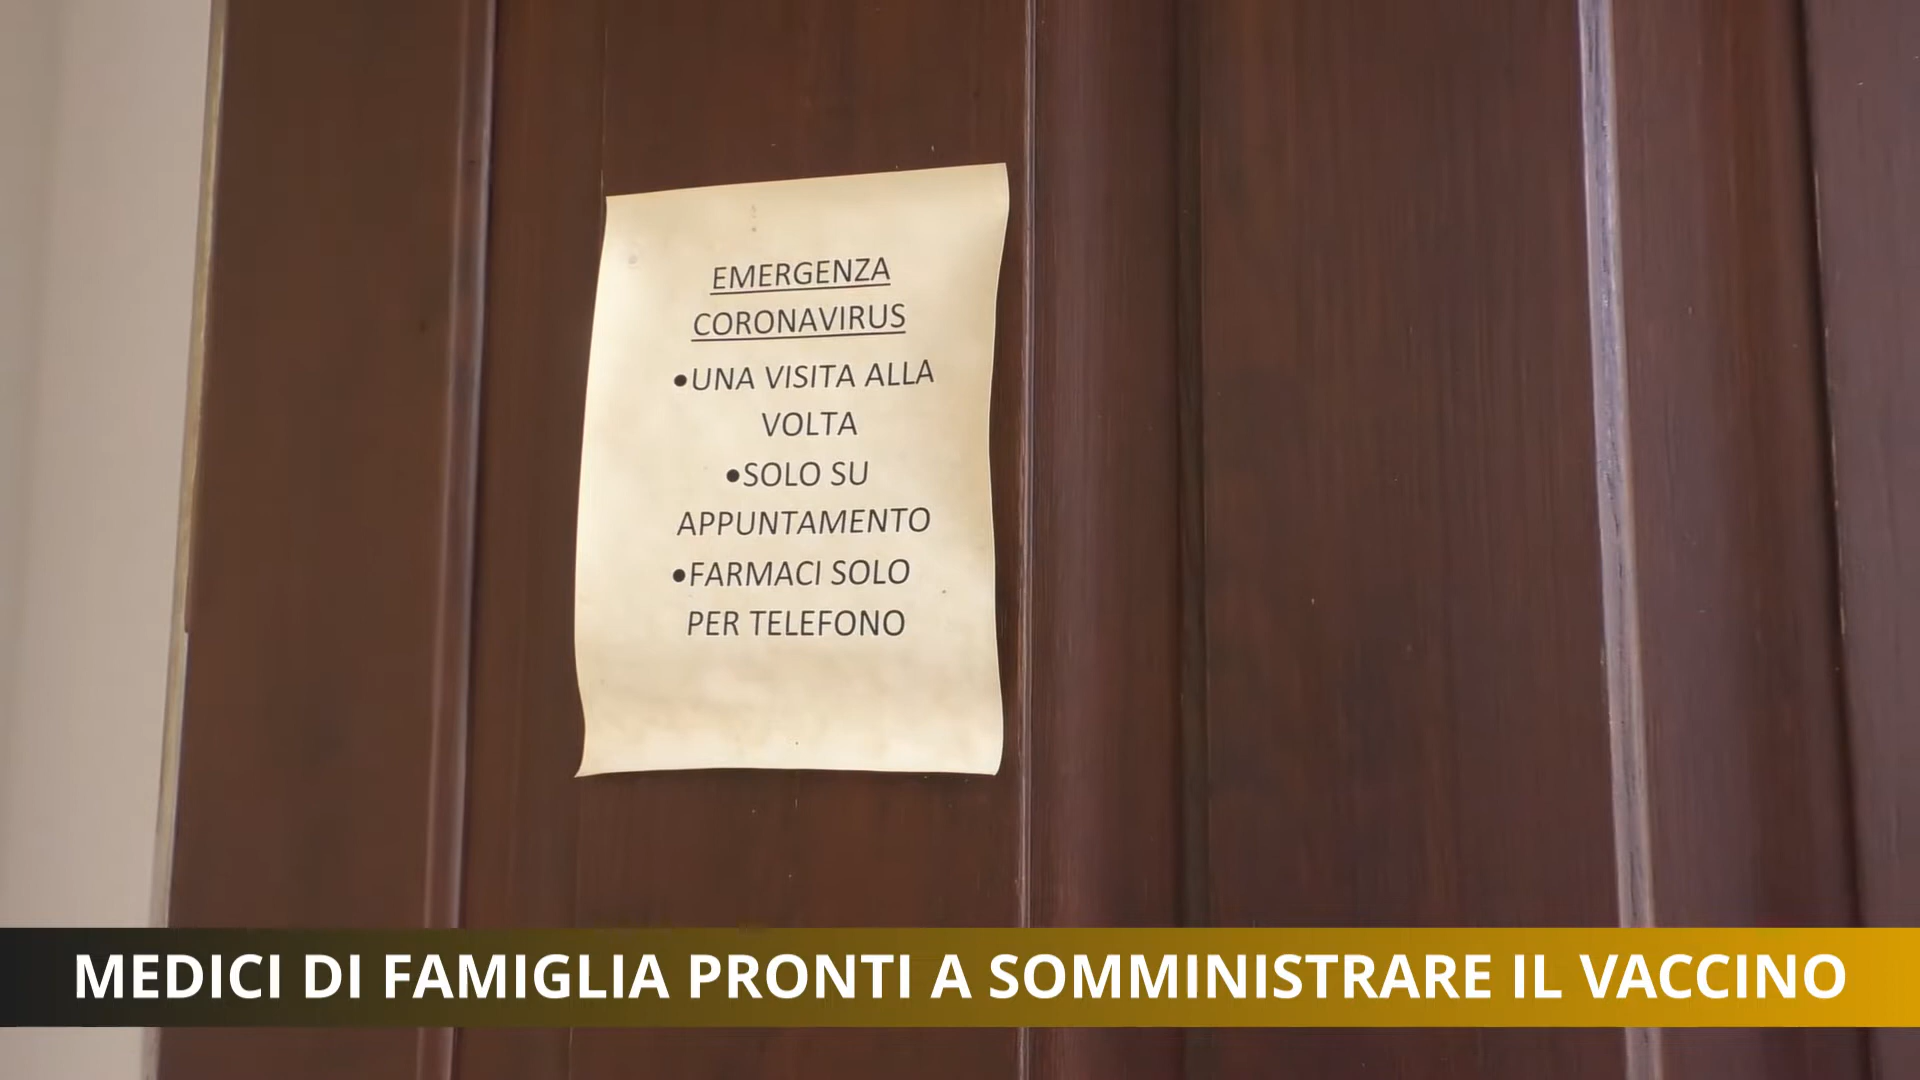 EMERGENZA
CORONAVIRUS
•UNA VISITA ALLA
VOLTA
•SOLO SU
APPUNTAMENTO
•FARMACI SOLO
PER TELEFONO
MEDICI DI FAMIGLIA PRONTI A SOMMINISTRARE IL VACCINO